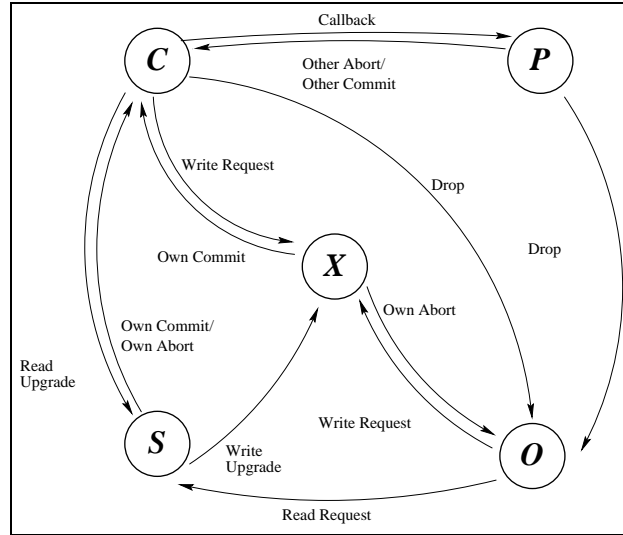 Callback
C
P
Other Abort/
Other Commit
Write Request
Drop
Own Commit
X
Drop
Own Abort
Own Commit/
Own Abort
Read
Upgrade
Write Request
S
Write
Upgrade
O
Read Request